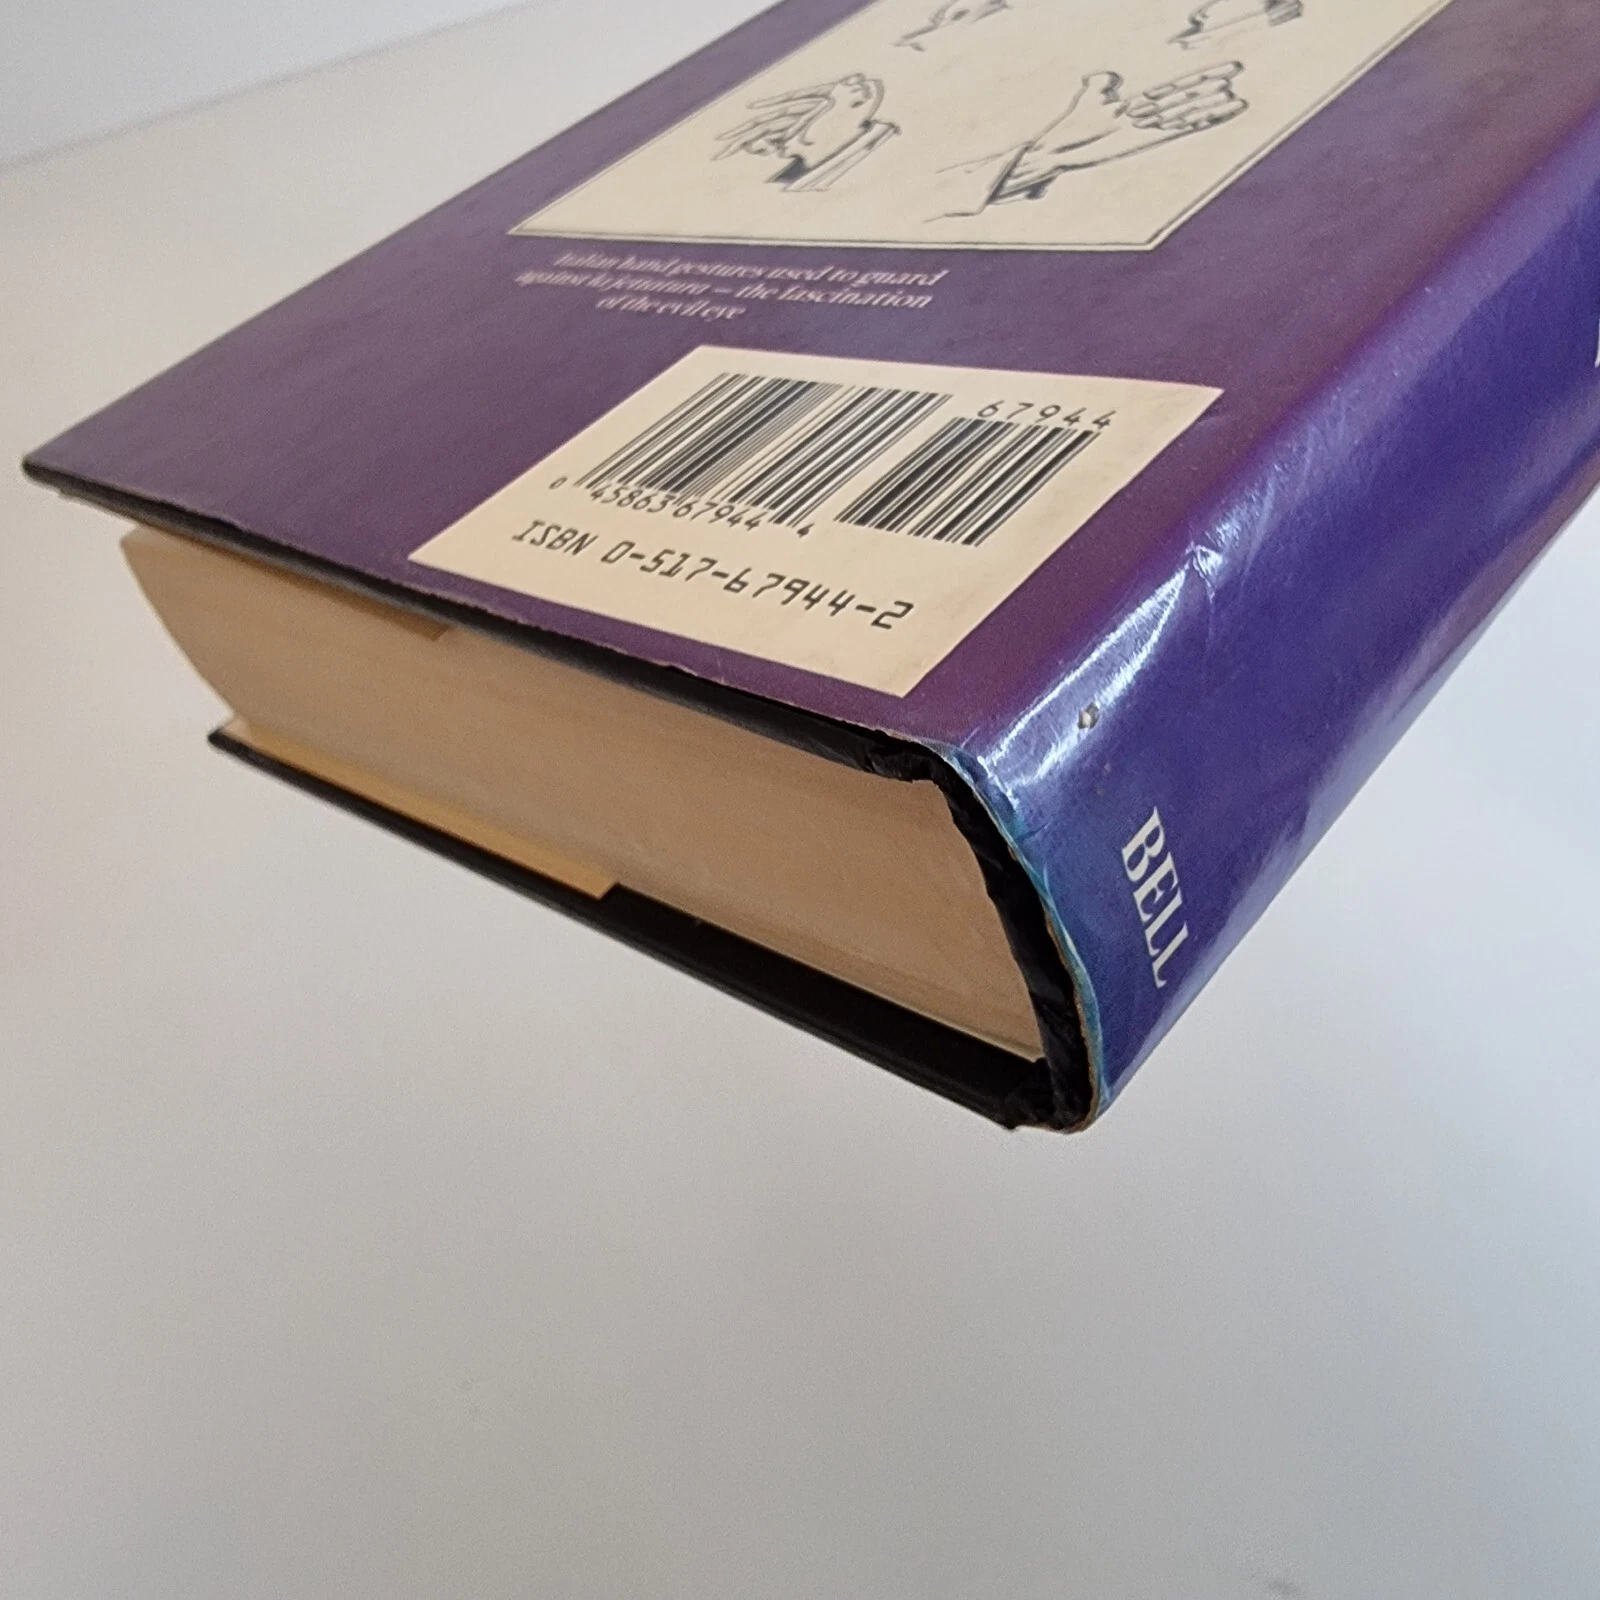 Italian hand gestures used to guard
against la jettatura — the fascination
of the evil eye
67944
0 45863 67944 4
ISBN 0-517-67944-2
BELL